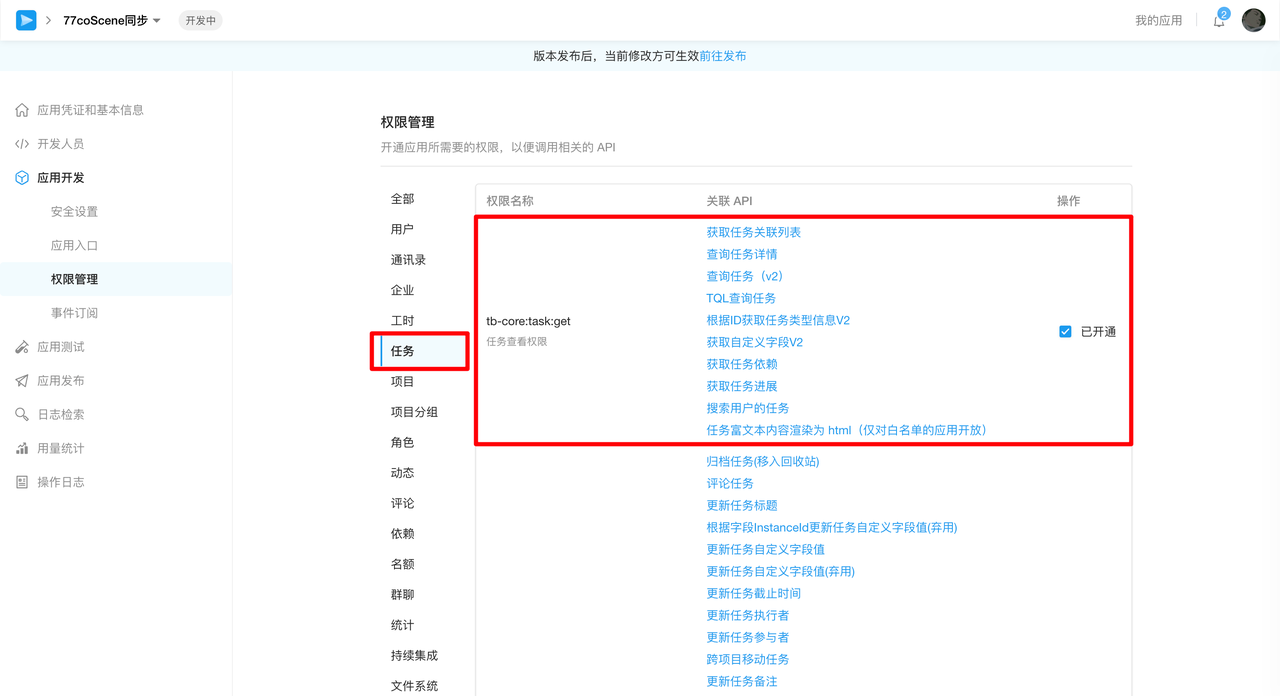 77coScene同步
开发中
我的应用
2
版本发布后，当前修改方可生效前往发布
应用凭证和基本信息
开发人员
应用开发
安全设置
应用入口
权限管理
事件订阅
应用测试
应用发布
日志检索
用量统计
操作日志
权限管理
开通应用所需要的权限，以便调用相关的 API
全部
用户
通讯录
企业
工时
任务
项目
项目分组
角色
动态
评论
依赖
名额
群聊
统计
持续集成
文件系统
权限名称
关联 API
操作
tb-core:task:get
任务查看权限
获取任务关联列表
查询任务详情
查询任务（v2）
TQL查询任务
根据ID获取任务类型信息V2
获取自定义字段V2
获取任务依赖
获取任务进展
搜索用户的任务
任务富文本内容渲染为 html（仅对白名单的应用开放）
已开通
归档任务(移入回收站)
评论任务
更新任务标题
根据字段InstanceId更新任务自定义字段值(弃用)
更新任务自定义字段值
更新任务自定义字段值(弃用)
更新任务截止时间
更新任务执行者
更新任务参与者
跨项目移动任务
更新任务备注